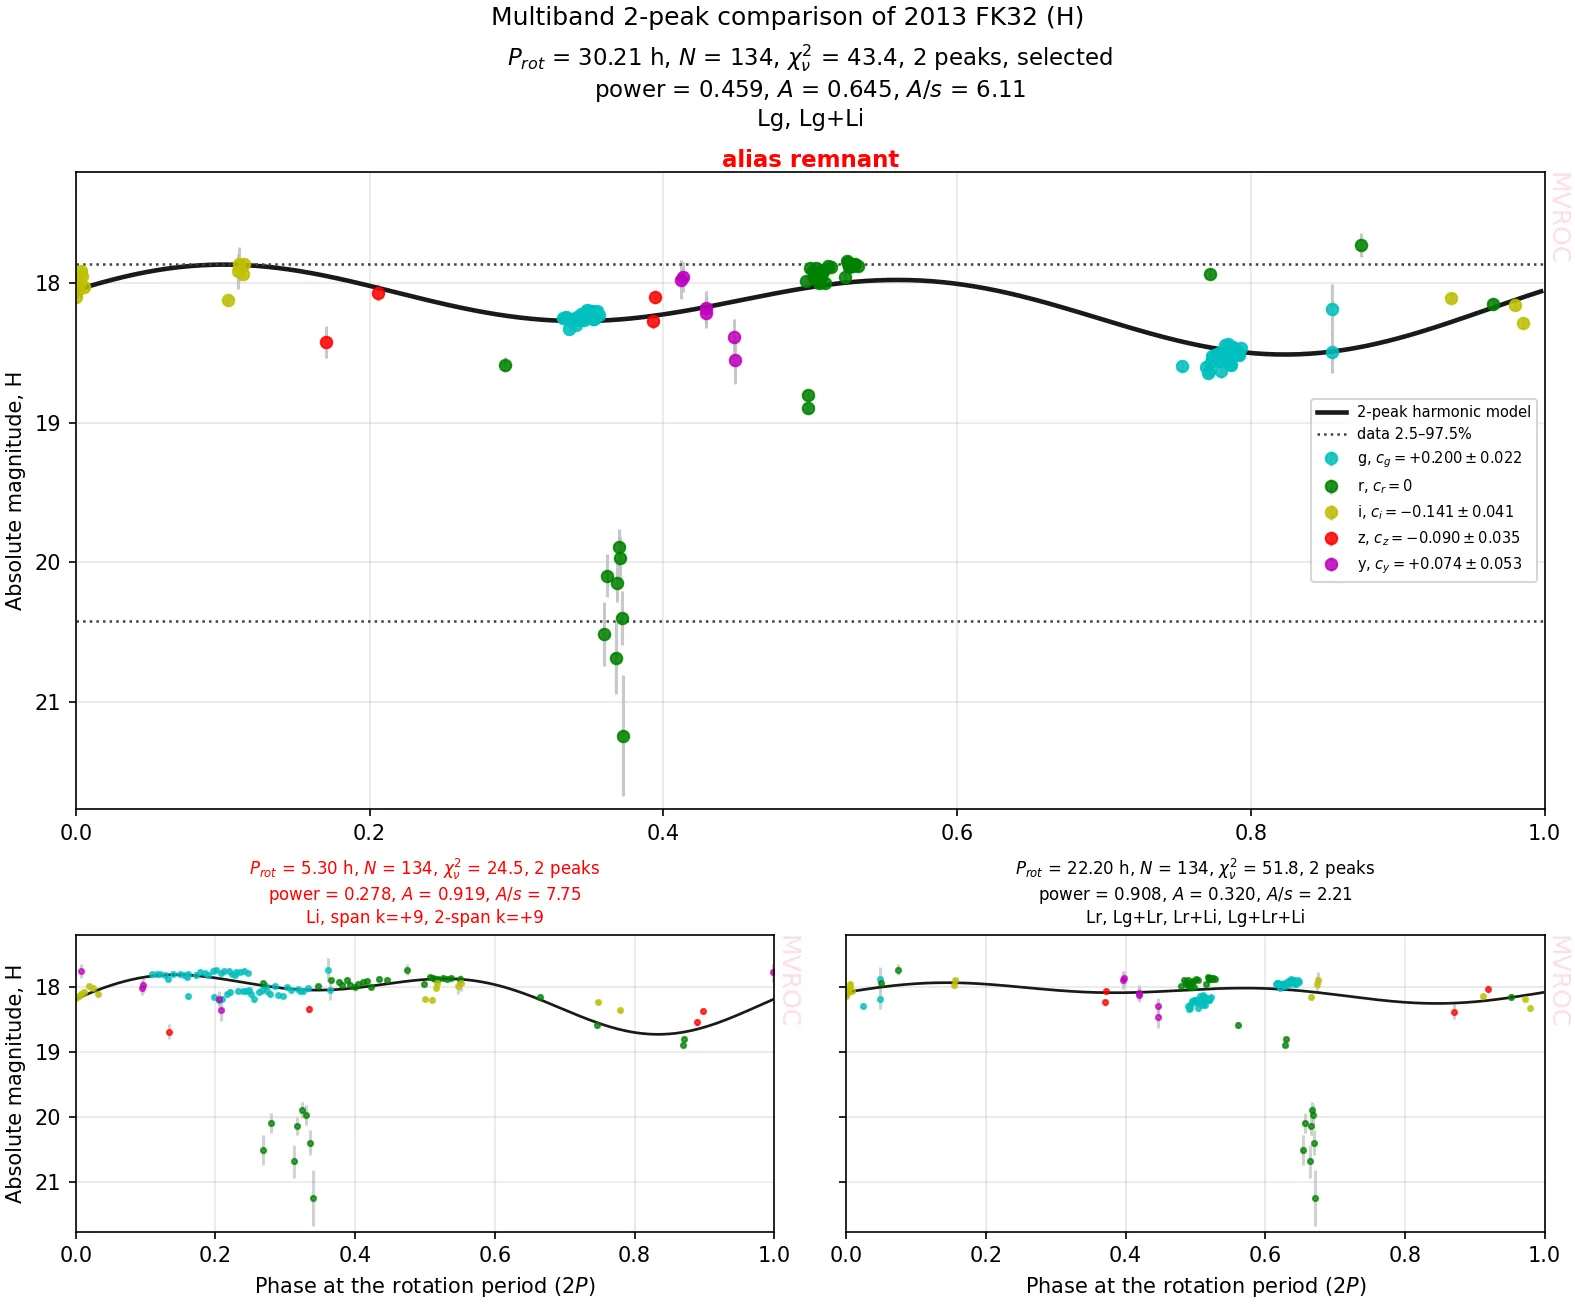 Multiband 2-peak comparison of 2013 FK32 (H)
P_rot = 30.21 h, N = 134, χ²_ν = 43.4, 2 peaks, selected
power = 0.459, A = 0.645, A/s = 6.11
Lg, Lg+Li
alias remnant
MVROC
Absolute magnitude, H
18
19
20
21
2-peak harmonic model
data 2.5–97.5%
g, c_g = +0.200 ± 0.022
r, c_r = 0
i, c_i = −0.141 ± 0.041
z, c_z = −0.090 ± 0.035
y, c_y = +0.074 ± 0.053
0.0 0.2 0.4 0.6 0.8 1.0
P_rot = 5.30 h, N = 134, χ²_ν = 24.5, 2 peaks
power = 0.278, A = 0.919, A/s = 7.75
Li, span k=+9, 2-span k=+9
MVROC
Absolute magnitude, H
18
19
20
21
0.0 0.2 0.4 0.6 0.8 1.0
Phase at the rotation period (2P)
P_rot = 22.20 h, N = 134, χ²_ν = 51.8, 2 peaks
power = 0.908, A = 0.320, A/s = 2.21
Lr, Lg+Lr, Lr+Li, Lg+Lr+Li
MVROC
0.0 0.2 0.4 0.6 0.8 1.0
Phase at the rotation period (2P)